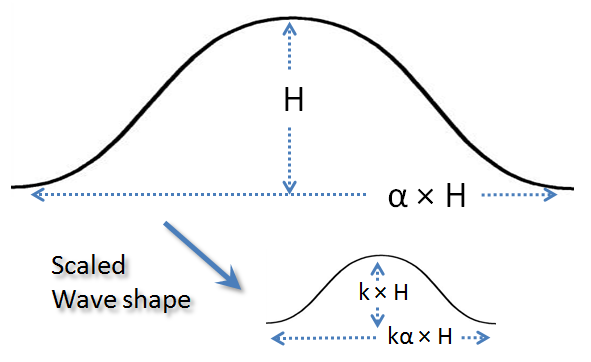 H
α × H
Scaled
Wave shape
k × H
kα × H